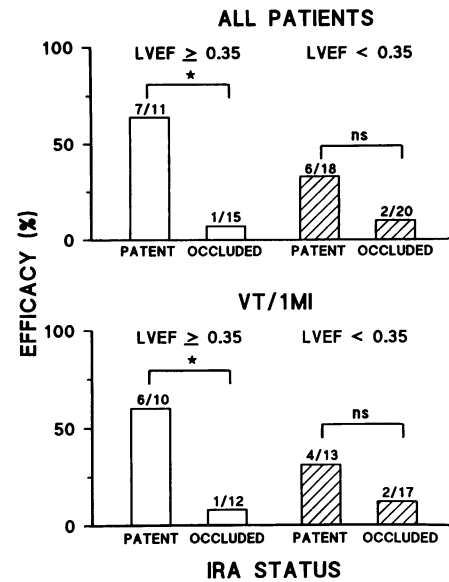 ALL PATIENTS
LVEF ≥ 0.35 LVEF < 0.35
100
★
7/11
ns
50
6/18
1/15
2/20
0
PATENT OCCLUDED PATENT OCCLUDED
EFFICACY (%)
VT/1MI
100
LVEF ≥ 0.35 LVEF < 0.35
★
6/10
ns
50
4/13
1/12
2/17
0
PATENT OCCLUDED PATENT OCCLUDED
IRA STATUS